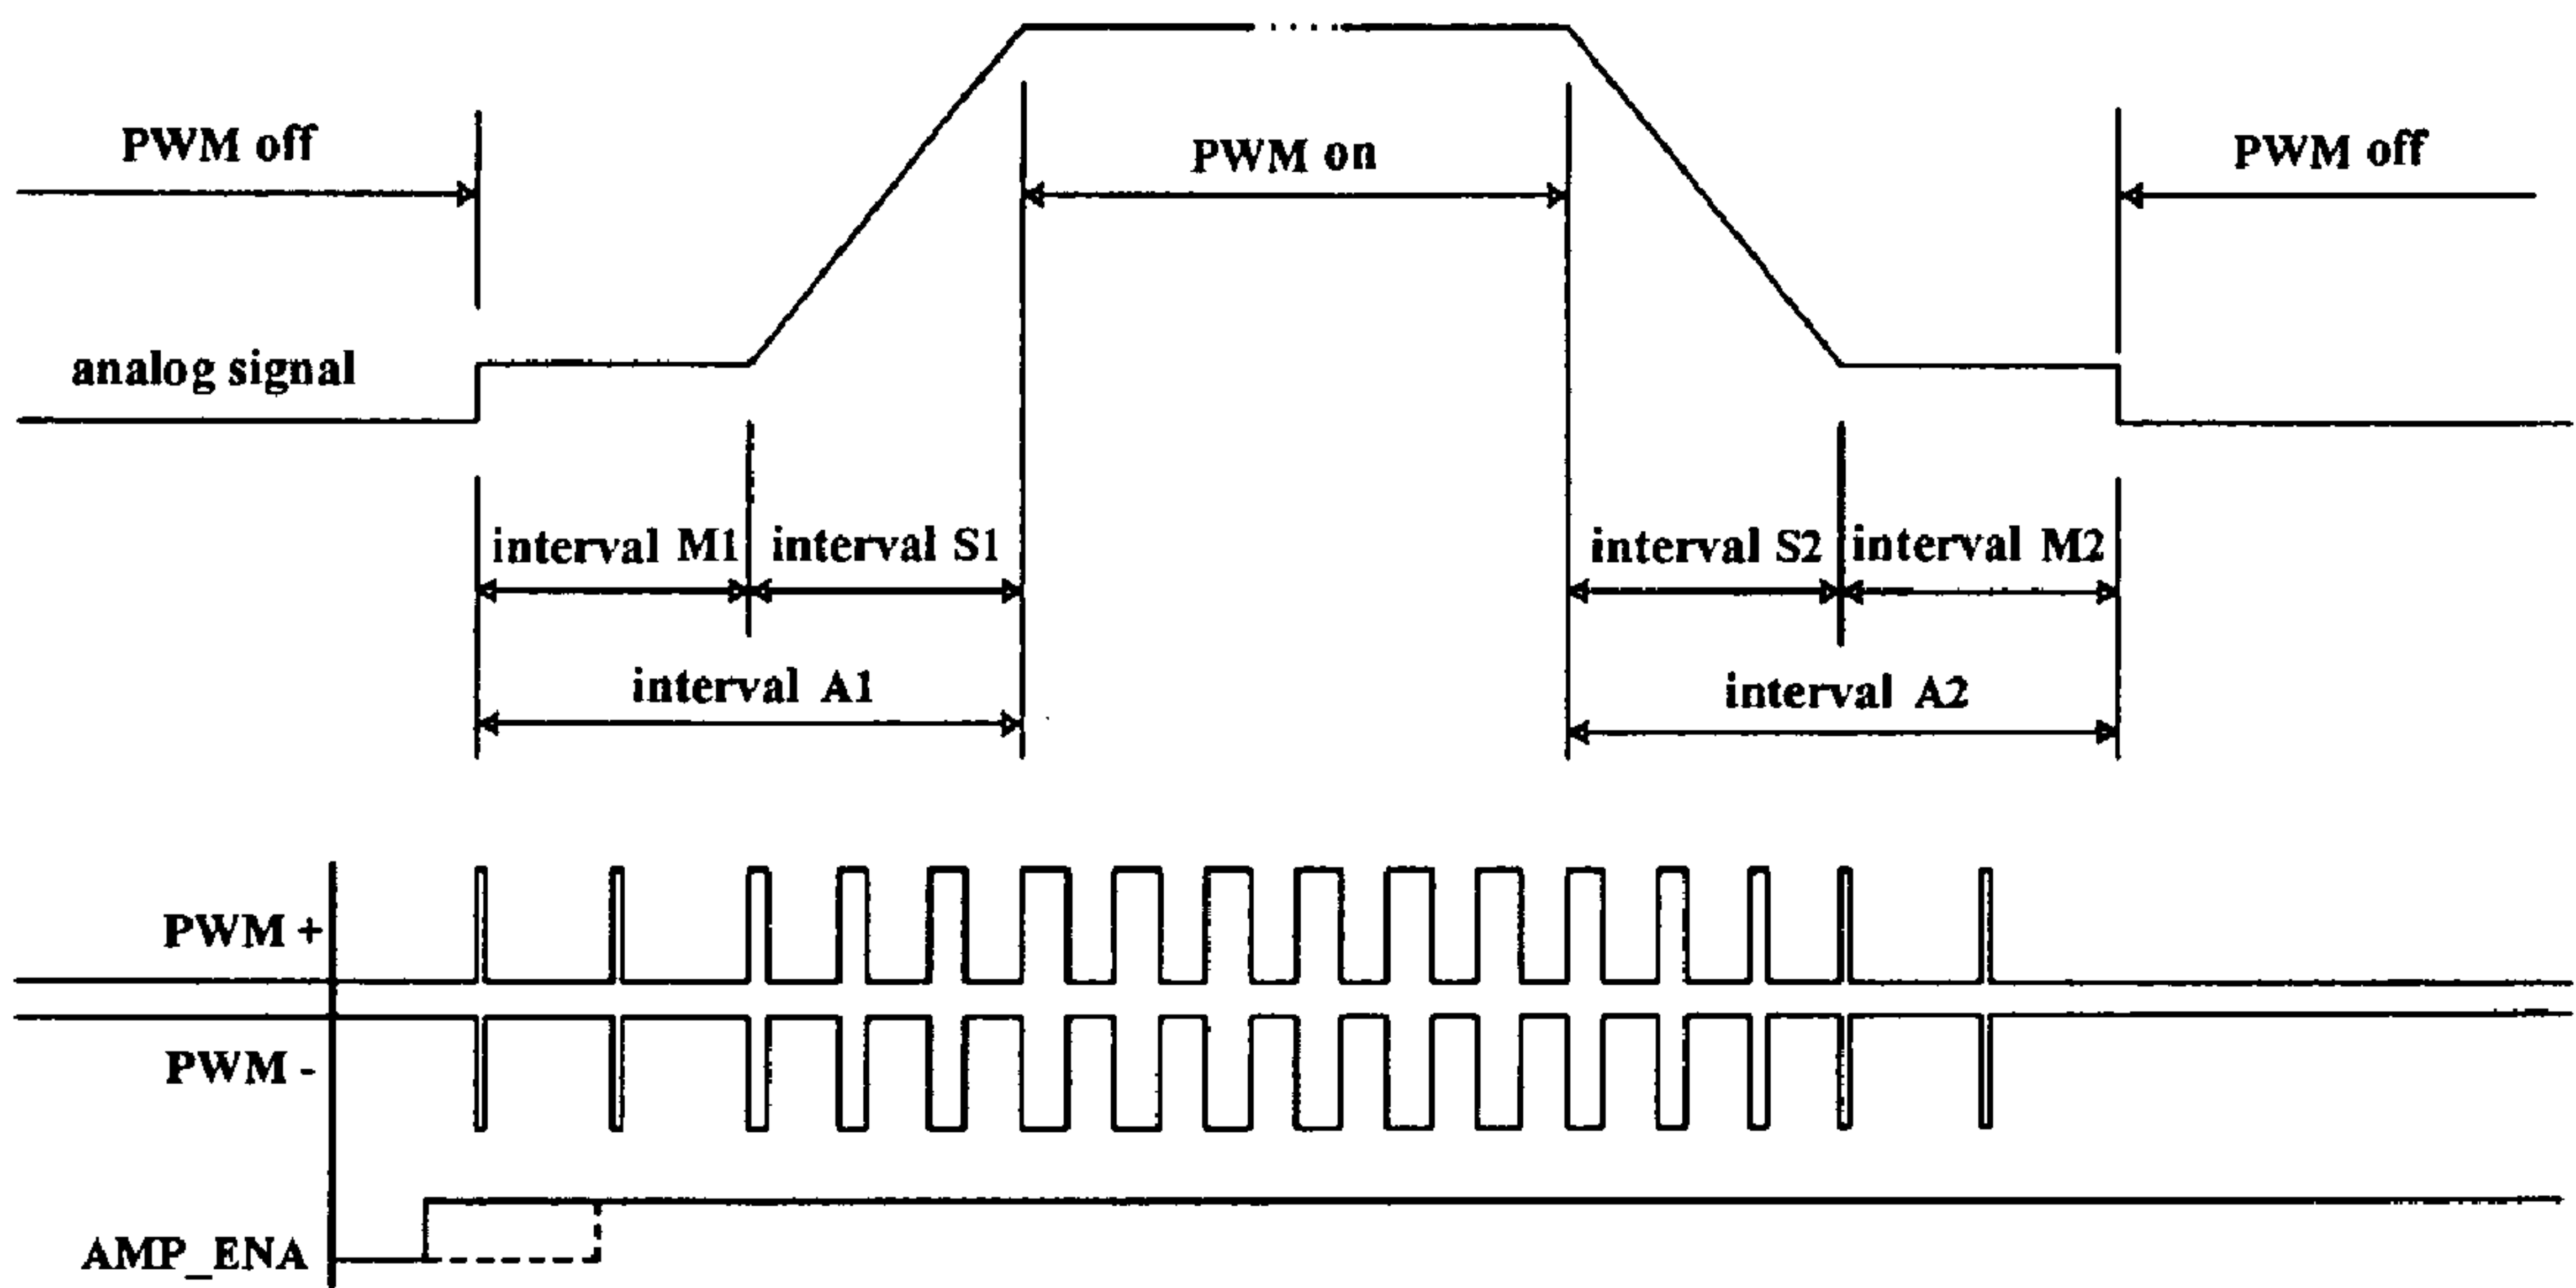 PWM off
PWM on
PWM off
analog signal
interval M1
interval S1
interval S2
interval M2
interval A1
interval A2
PWM +
PWM -
AMP_ENA